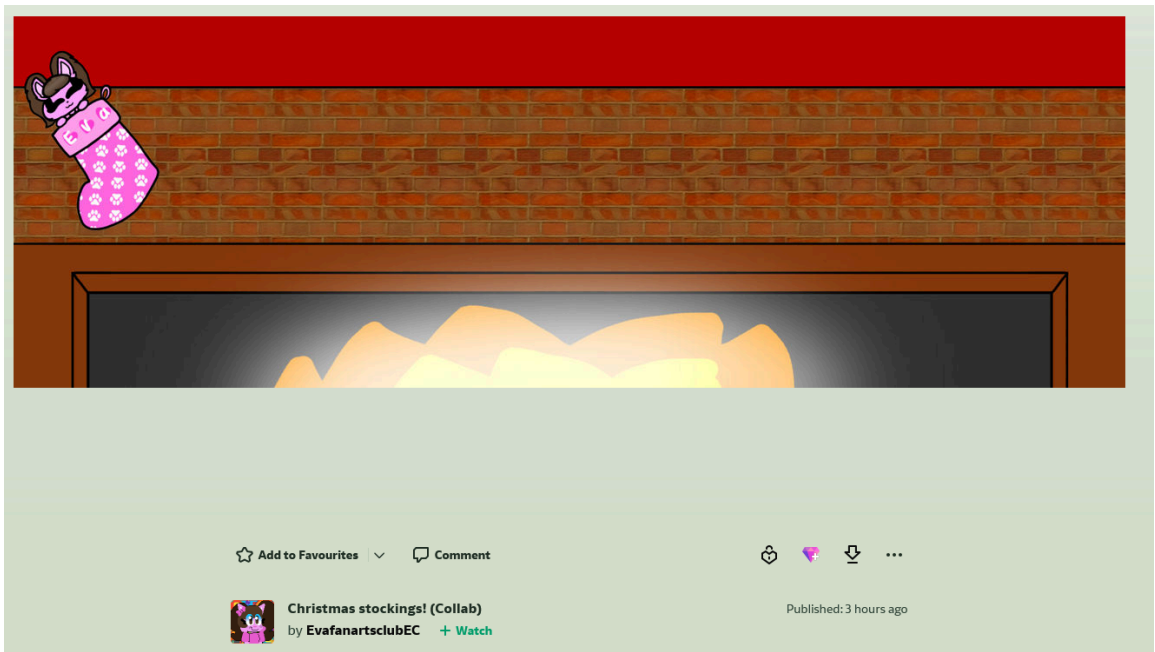 Eva
Add to Favourites
Comment
Christmas stockings! (Collab)
Published: 3 hours ago
by EvafanartsclubEC + Watch